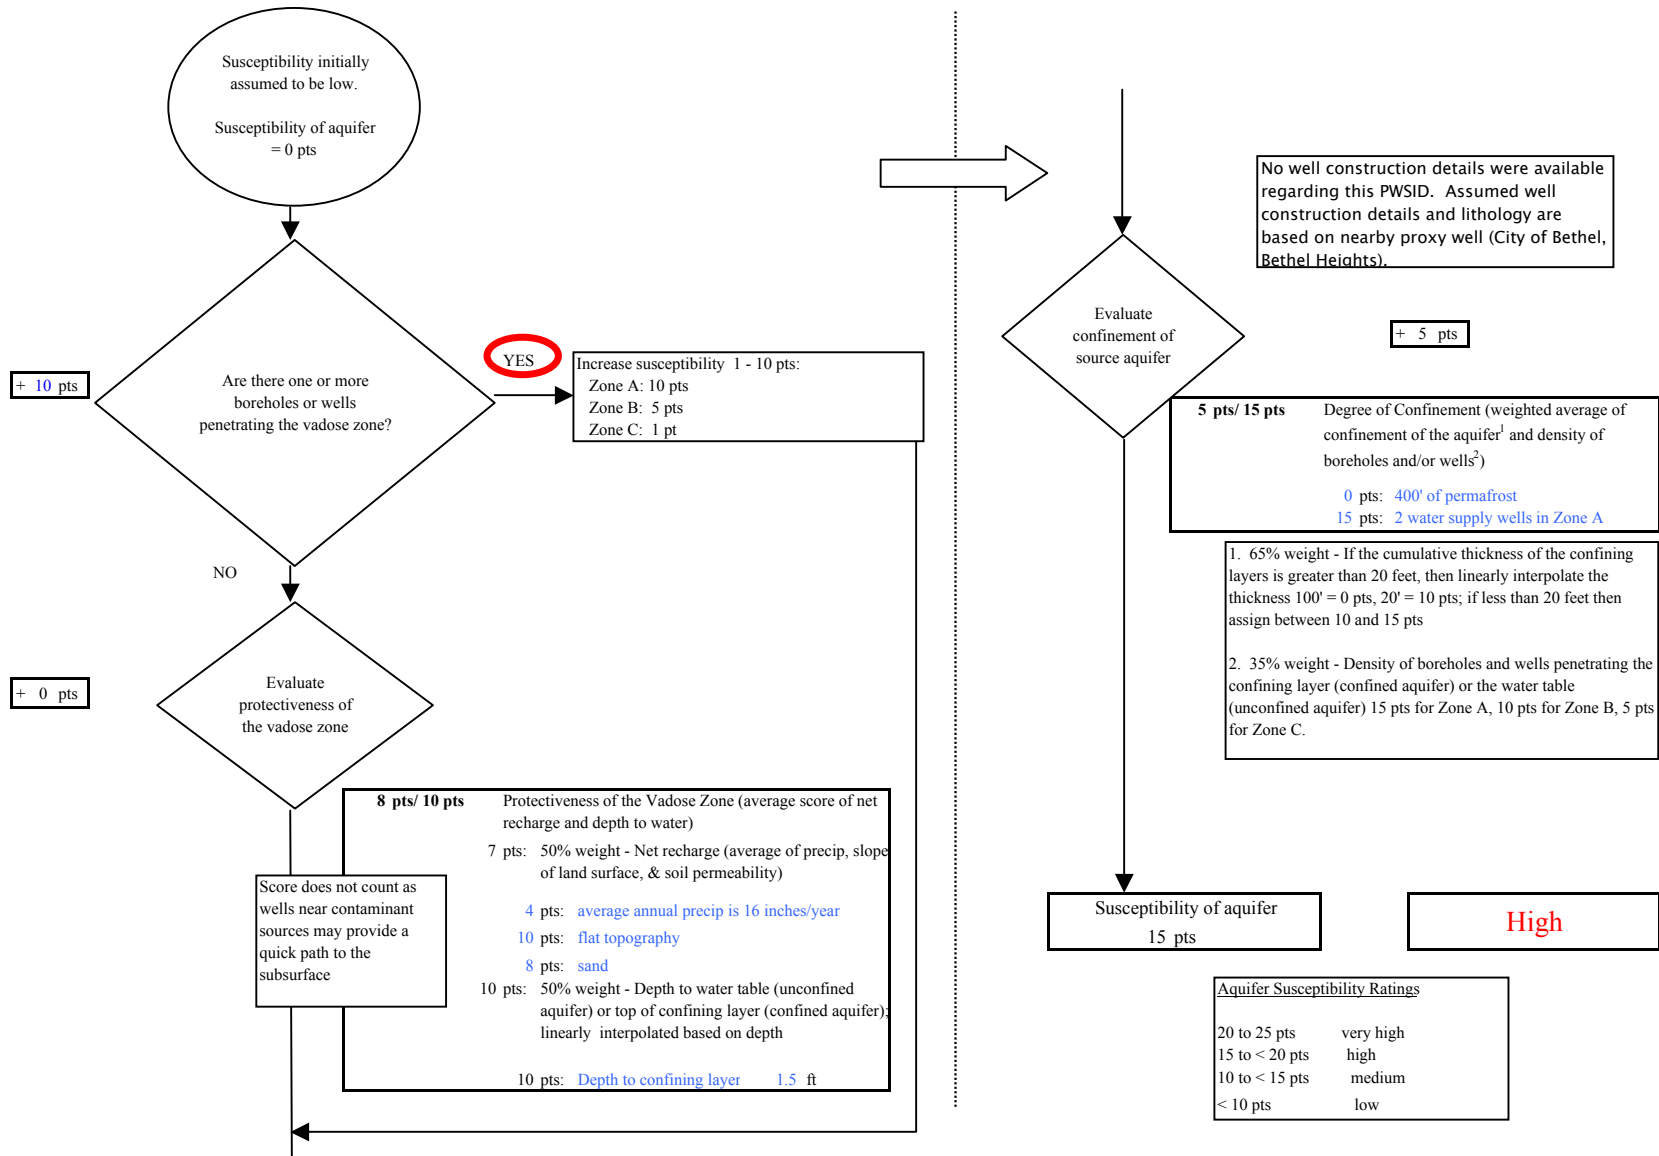 Susceptibility initially
assumed to be low.
Susceptibility of aquifer
= 0 pts
+ 10 pts
Are there one or more
boreholes or wells
penetrating the vadose zone?
YES
Increase susceptibility 1 - 10 pts:
Zone A: 10 pts
Zone B: 5 pts
Zone C: 1 pt
NO
+ 0 pts
Evaluate
protectiveness of
the vadose zone
8 pts/ 10 pts Protectiveness of the Vadose Zone (average score of net
recharge and depth to water)
7 pts: 50% weight - Net recharge (average of precip, slope
of land surface, & soil permeability)
4 pts: average annual precip is 16 inches/year
10 pts: flat topography
8 pts: sand
10 pts: 50% weight - Depth to water table (unconfined
aquifer) or top of confining layer (confined aquifer);
linearly interpolated based on depth
10 pts: Depth to confining layer 1.5 ft
Score does not count as
wells near contaminant
sources may provide a
quick path to the
subsurface
No well construction details were available
regarding this PWSID. Assumed well
construction details and lithology are
based on nearby proxy well (City of Bethel,
Bethel Heights).
Evaluate
confinement of
source aquifer
+ 5 pts
5 pts/ 15 pts Degree of Confinement (weighted average of
confinement of the aquifer1 and density of
boreholes and/or wells2)
0 pts: 400' of permafrost
15 pts: 2 water supply wells in Zone A
1. 65% weight - If the cumulative thickness of the confining
layers is greater than 20 feet, then linearly interpolate the
thickness 100' = 0 pts, 20' = 10 pts; if less than 20 feet then
assign between 10 and 15 pts
2. 35% weight - Density of boreholes and wells penetrating the
confining layer (confined aquifer) or the water table
(unconfined aquifer) 15 pts for Zone A, 10 pts for Zone B, 5 pts
for Zone C.
Susceptibility of aquifer
15 pts
High
Aquifer Susceptibility Ratings
20 to 25 pts very high
15 to < 20 pts high
10 to < 15 pts medium
< 10 pts low